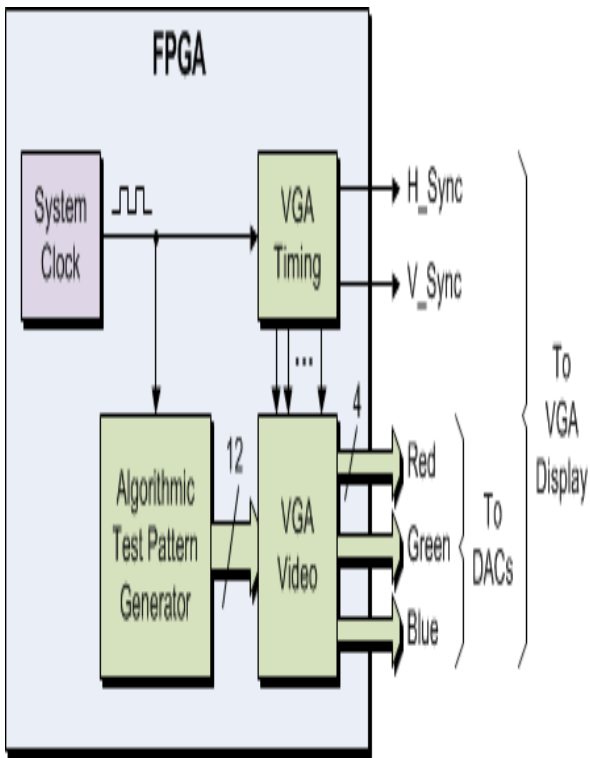 FPGA
System
Clock
VGA
Timing
H_Sync
V_Sync
...
4
12
Algorithmic
Test Pattern
Generator
VGA
Video
Red
Green
Blue
To
DACs
To
VGA
Display